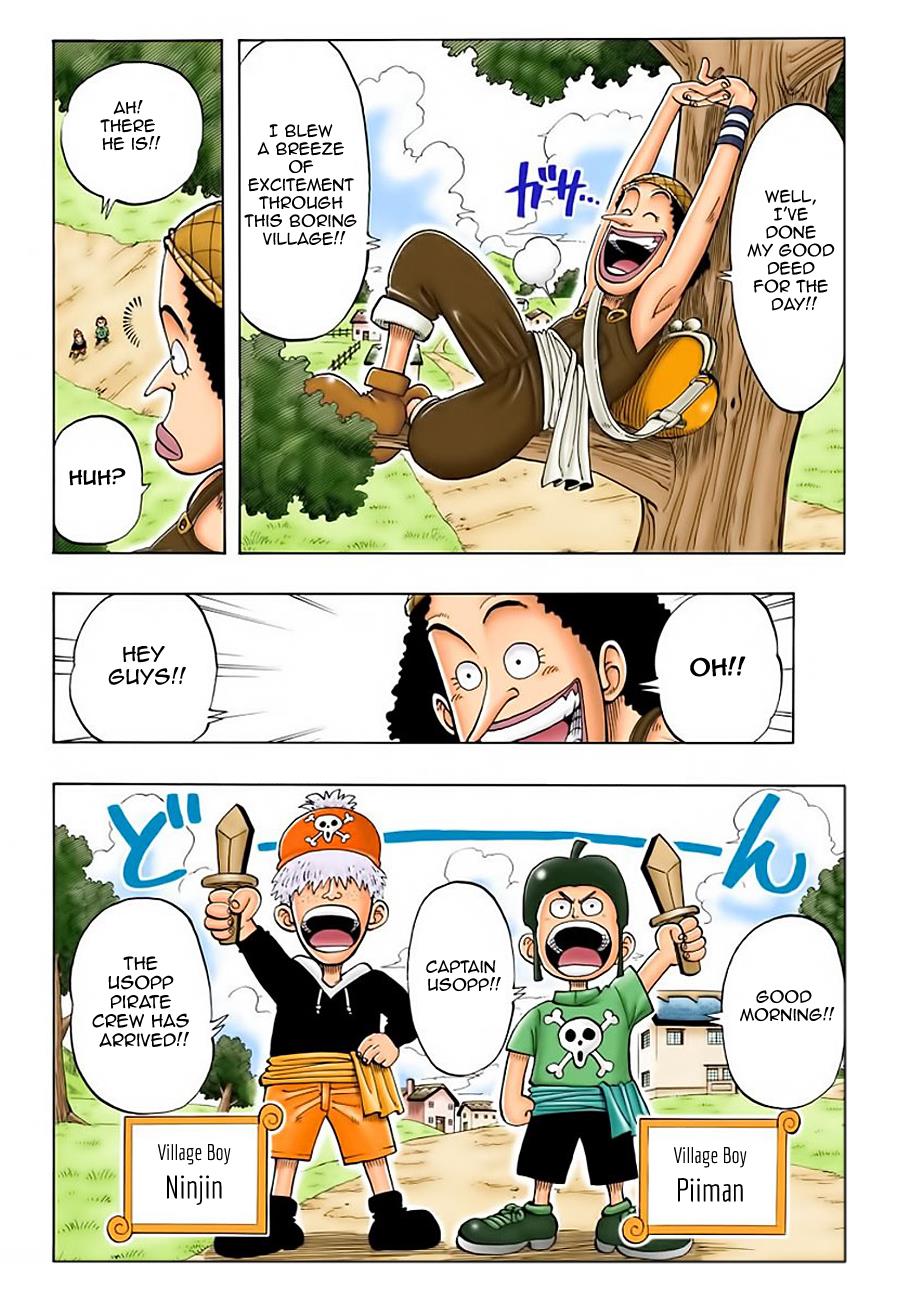 WELL,
I'VE
DONE
MY GOOD
DEED
FOR THE
DAY!!
ガサ...
I BLEW
A BREEZE
OF
EXCITEMENT
THROUGH
THIS BORING
VILLAGE!!
AH!
THERE
HE IS!!
HUH?
OH!!
HEY
GUYS!!
どーん
GOOD
MORNING!!
CAPTAIN
USOPP!!
THE
USOPP
PIRATE
CREW HAS
ARRIVED!!
Village Boy
Piiman
Village Boy
Ninjin